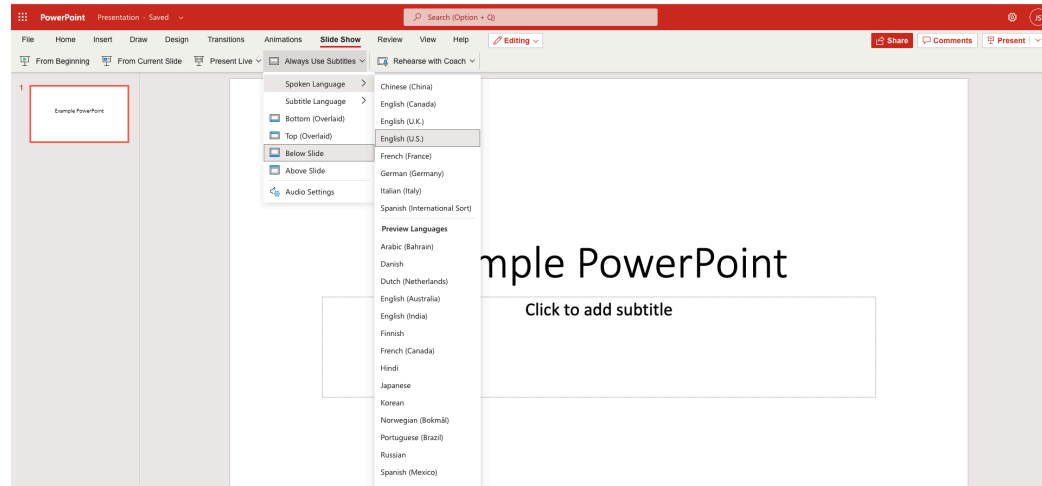 PowerPoint Presentation - Saved
Search (Option + Q)
JS
File Home Insert Draw Design Transitions Animations Slide Show Review View Help Editing Share Comments Present
From Beginning From Current Slide Present Live Always Use Subtitles Rehearse with Coach
Spoken Language
Subtitle Language
Bottom (Overlaid)
Top (Overlaid)
Below Slide
Above Slide
Audio Settings
Chinese (China)
English (Canada)
English (U.K.)
English (U.S.)
French (France)
German (Germany)
Italian (Italy)
Spanish (International Sort)
Preview Languages
Arabic (Bahrain)
Danish
Dutch (Netherlands)
English (Australia)
English (India)
Finnish
French (Canada)
Hindi
Japanese
Korean
Norwegian (Bokmål)
Portuguese (Brazil)
Russian
Spanish (Mexico)
1
Example PowerPoint
mple PowerPoint
Click to add subtitle